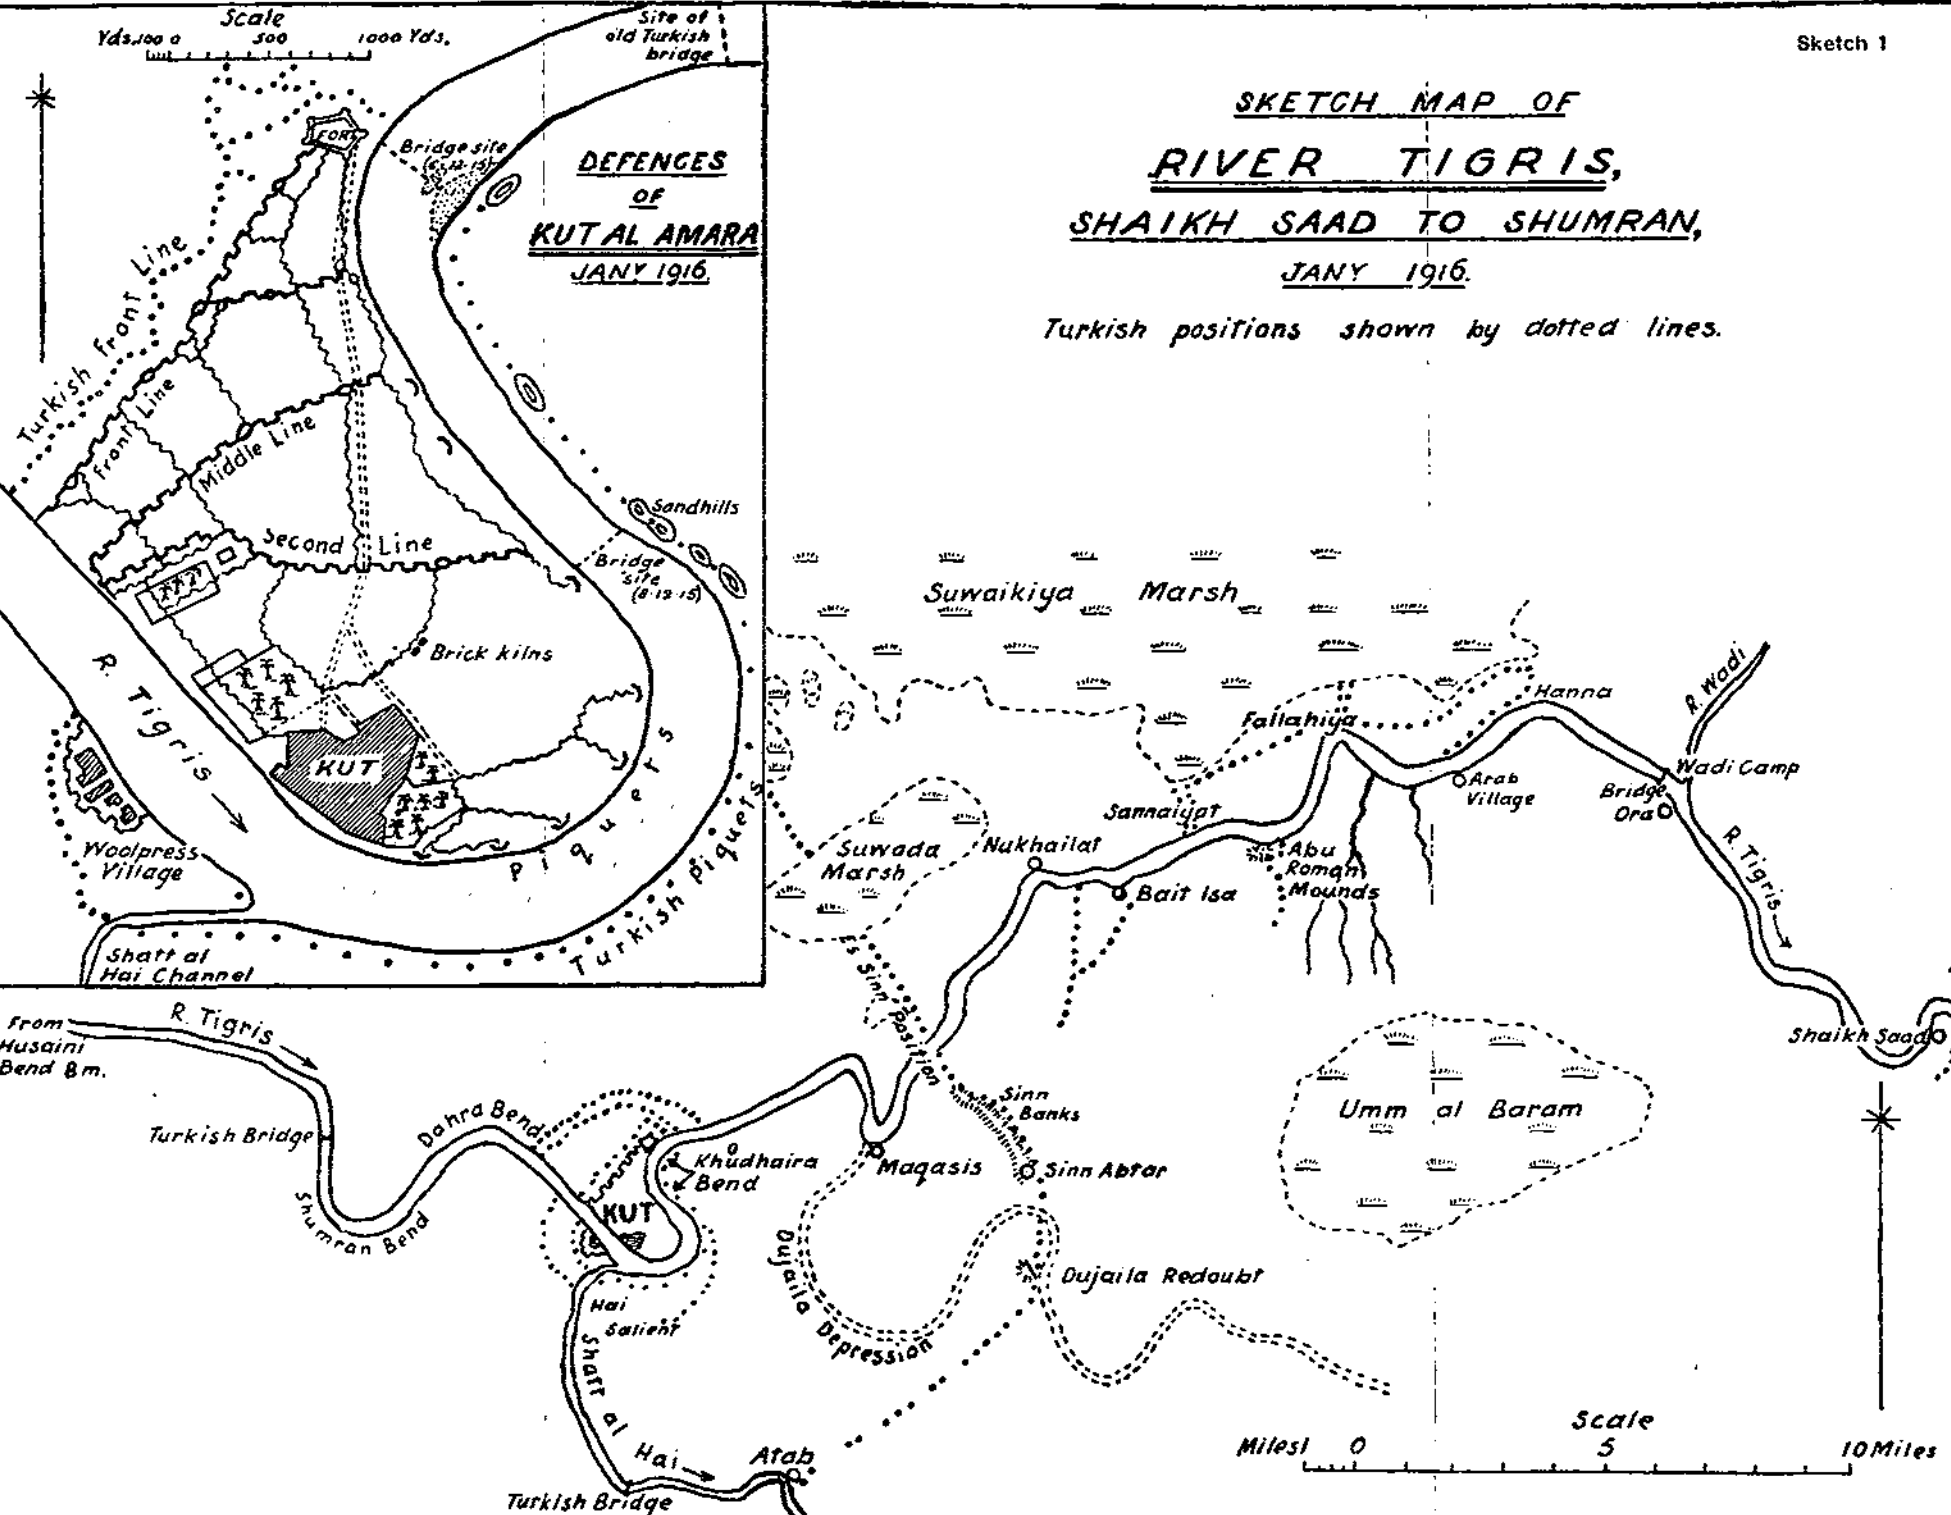 Scale
Yds.100 0 500 1000 Yds.
Site of
old Turkish
bridge
FORT
Bridge site
(6-12-15)
DEFENCES
OF
KUT AL AMARA
JANY 1916.
Turkish Front Line
Front Line
Middle Line
Second Line
Sandhills
Bridge
site
(8-12-15)
Brick kilns
R. Tigris
KUT
Piquets
Turkish piquets
Woolpress
Village
Shatt al
Hai Channel
Sketch 1
SKETCH MAP OF
RIVER TIGRIS,
SHAIKH SAAD TO SHUMRAN,
JANY 1916.
Turkish positions shown by dotted lines.
Suwaikiya Marsh
Hanna
R. Wadi
Fallahiya
Wadi Camp
Arab
Village
Bridge
Ora
Sannaiyat
Suwada
Marsh
Nukhailat
Abu
Roman
Mounds
Bait Isa
R. Tigris
Es Sinn Position
Shaikh Saad
From
Husaini
Bend 8m.
R. Tigris
Sinn
Banks
Umm al Baram
Turkish Bridge
Dahra Bend
Khudhaira
Bend
Maqasis
Sinn Abtar
Shumran Bend
KUT
Dujaila Depression
Dujaila Redoubt
Hai
Salient
Shatt al Hai
Atab
Turkish Bridge
Scale
Miles1 0 5 10 Miles